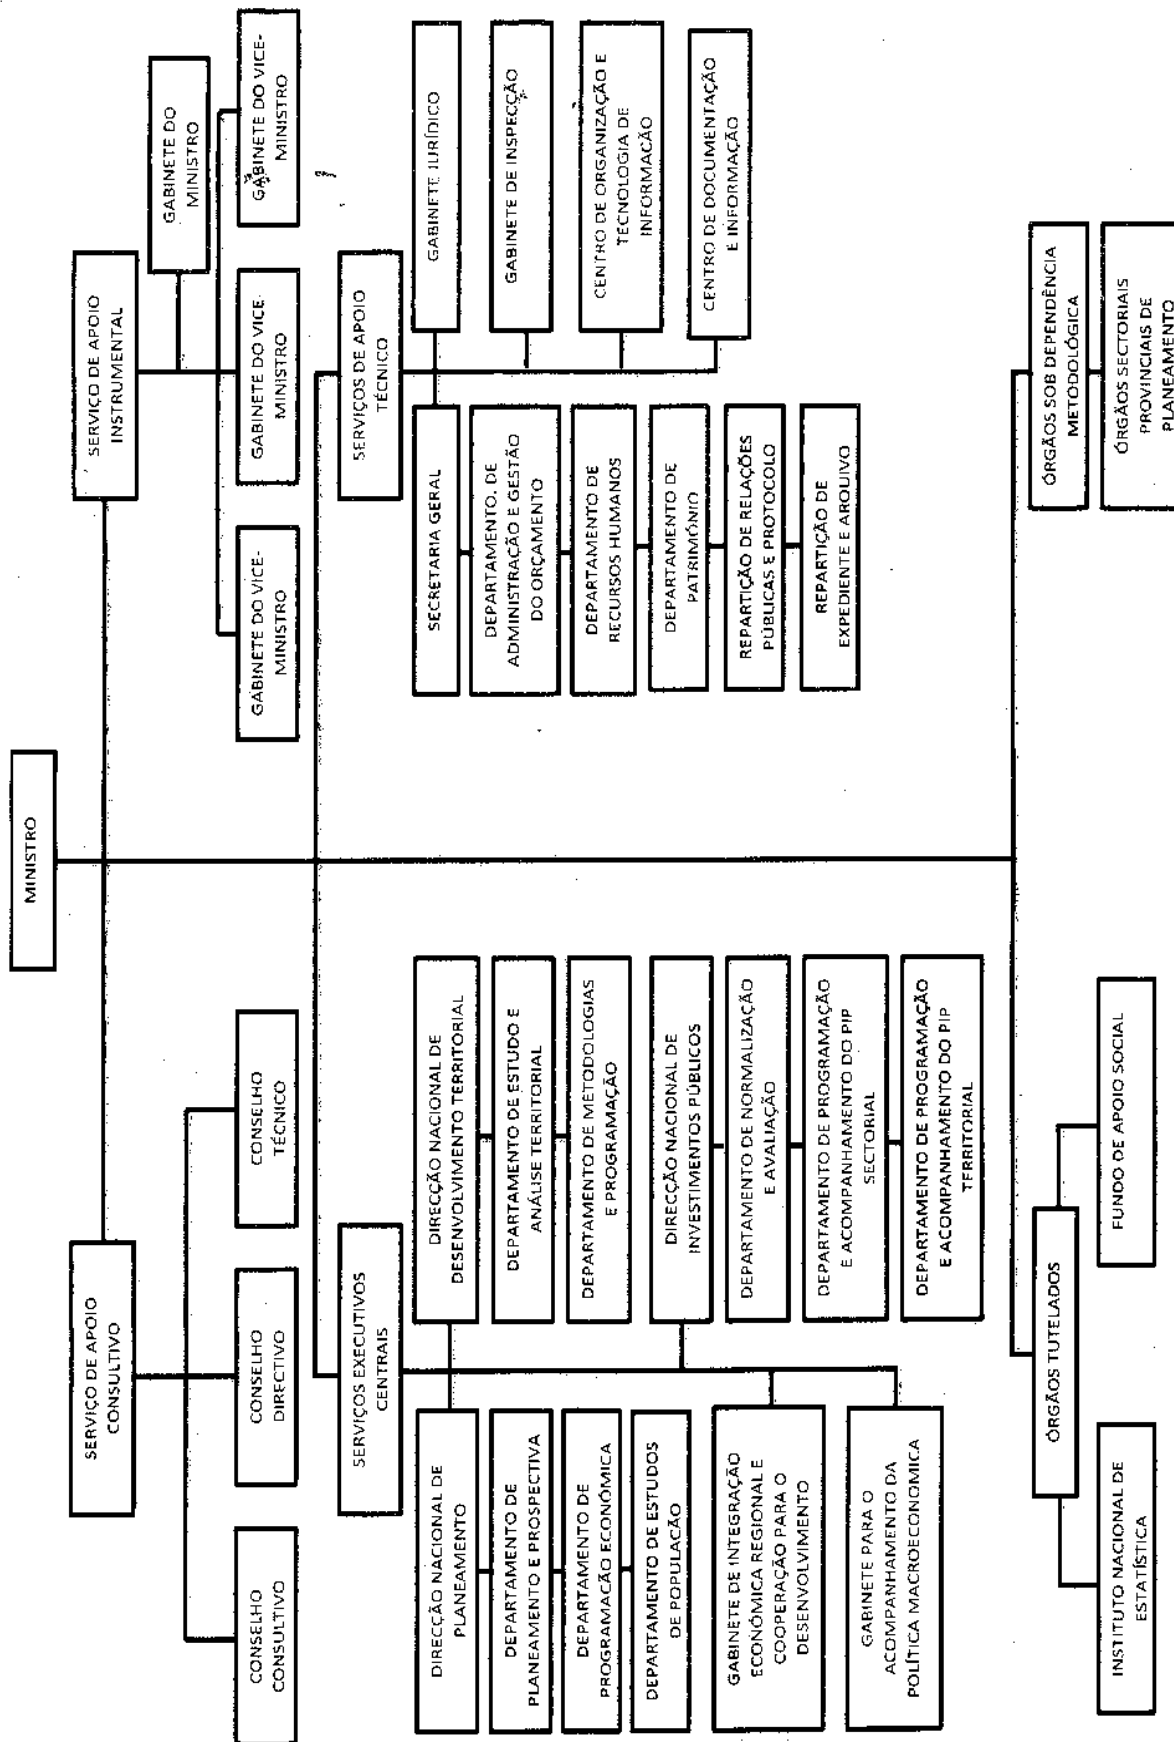 MINISTRO
SERVIÇO DE APOIO
CONSULTIVO
CONSELHO
CONSULTIVO
CONSELHO
DIRECTIVO
CONSELHO
TÉCNICO
SERVIÇO DE APOIO
INSTRUMENTAL
GABINETE DO
MINISTRO
GABINETE DO VICE-
MINISTRO
GABINETE DO VICE-
MINISTRO
GABINETE DO VICE-
MINISTRO
SERVIÇOS EXECUTIVOS
CENTRAIS
DIRECÇÃO NACIONAL DE
PLANEAMENTO
DEPARTAMENTO DE
PLANEAMENTO E PROSPECTIVA
DEPARTAMENTO DE
PROGRAMAÇÃO ECONÓMICA
DEPARTAMENTO DE ESTUDOS
DE POPULAÇÃO
GABINETE DE INTEGRAÇÃO
ECONÓMICA REGIONAL E
COOPERAÇÃO PARA O
DESENVOLVIMENTO
GABINETE PARA O
ACOMPANHAMENTO DA
POLÍTICA MACROECONOMICA
DIRECÇÃO NACIONAL DE
DESENVOLVIMENTO TERRITORIAL
DEPARTAMENTO DE ESTUDO E
ANÁLISE TERRITORIAL
DEPARTAMENTO DE METODOLOGIAS
E PROGRAMAÇÃO
DIRECÇÃO NACIONAL DE
INVESTIMENTOS PÚBLICOS
DEPARTAMENTO DE NORMALIZAÇÃO
E AVALIAÇÃO
DEPARTAMENTO DE PROGRAMAÇÃO
E ACOMPANHAMENTO DO PIP
SECTORIAL
DEPARTAMENTO DE PROGRAMAÇÃO
E ACOMPANHAMENTO DO PIP
TERRITORIAL
SERVIÇOS DE APOIO
TÉCNICO
SECRETARIA GERAL
DEPARTAMENTO. DE
ADMINISTRAÇÃO E GESTÃO
DO ORÇAMENTO
DEPARTAMENTO DE
RECURSOS HUMANOS
DEPARTAMENTO DE
PATRIMÓNIO
REPARTIÇÃO DE RELAÇÕES
PÚBLICAS E PROTOCOLO
REPARTIÇÃO DE
EXPEDIENTE E ARQUIVO
GABINETE JURÍDICO
GABINETE DE INSPECÇÃO
CENTRO DE ORGANIZAÇÃO E
TECNOLOGIA DE
INFORMAÇÃO
CENTRO DE DOCUMENTAÇÃO
E INFORMAÇÃO
ÓRGÃOS TUTELADOS
INSTITUTO NACIONAL DE
ESTATÍSTICA
FUNDO DE APOIO SOCIAL
ÓRGÃOS SOB DEPENDÊNCIA
METODOLÓGICA
ÓRGÃOS SECTORIAIS
PROVINCIAIS DE
PLANEAMENTO